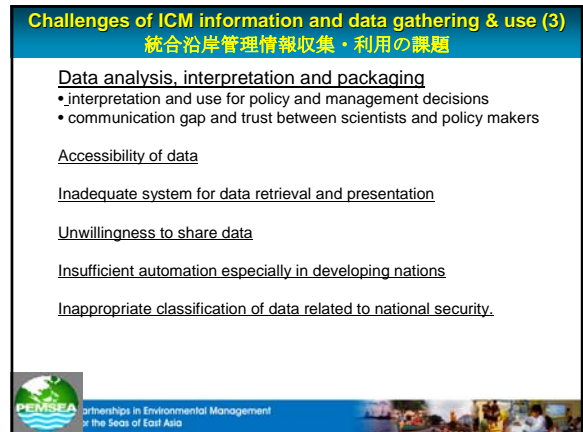 Challenges of ICM information and data gathering & use (3)
統合沿岸管理情報収集・利用の課題
Data analysis, interpretation and packaging
• interpretation and use for policy and management decisions
• communication gap and trust between scientists and policy makers
Accessibility of data
Inadequate system for data retrieval and presentation
Unwillingness to share data
Insufficient automation especially in developing nations
Inappropriate classification of data related to national security.
PEMSEA
artnerships in Environmental Management
or the Seas of East Asia